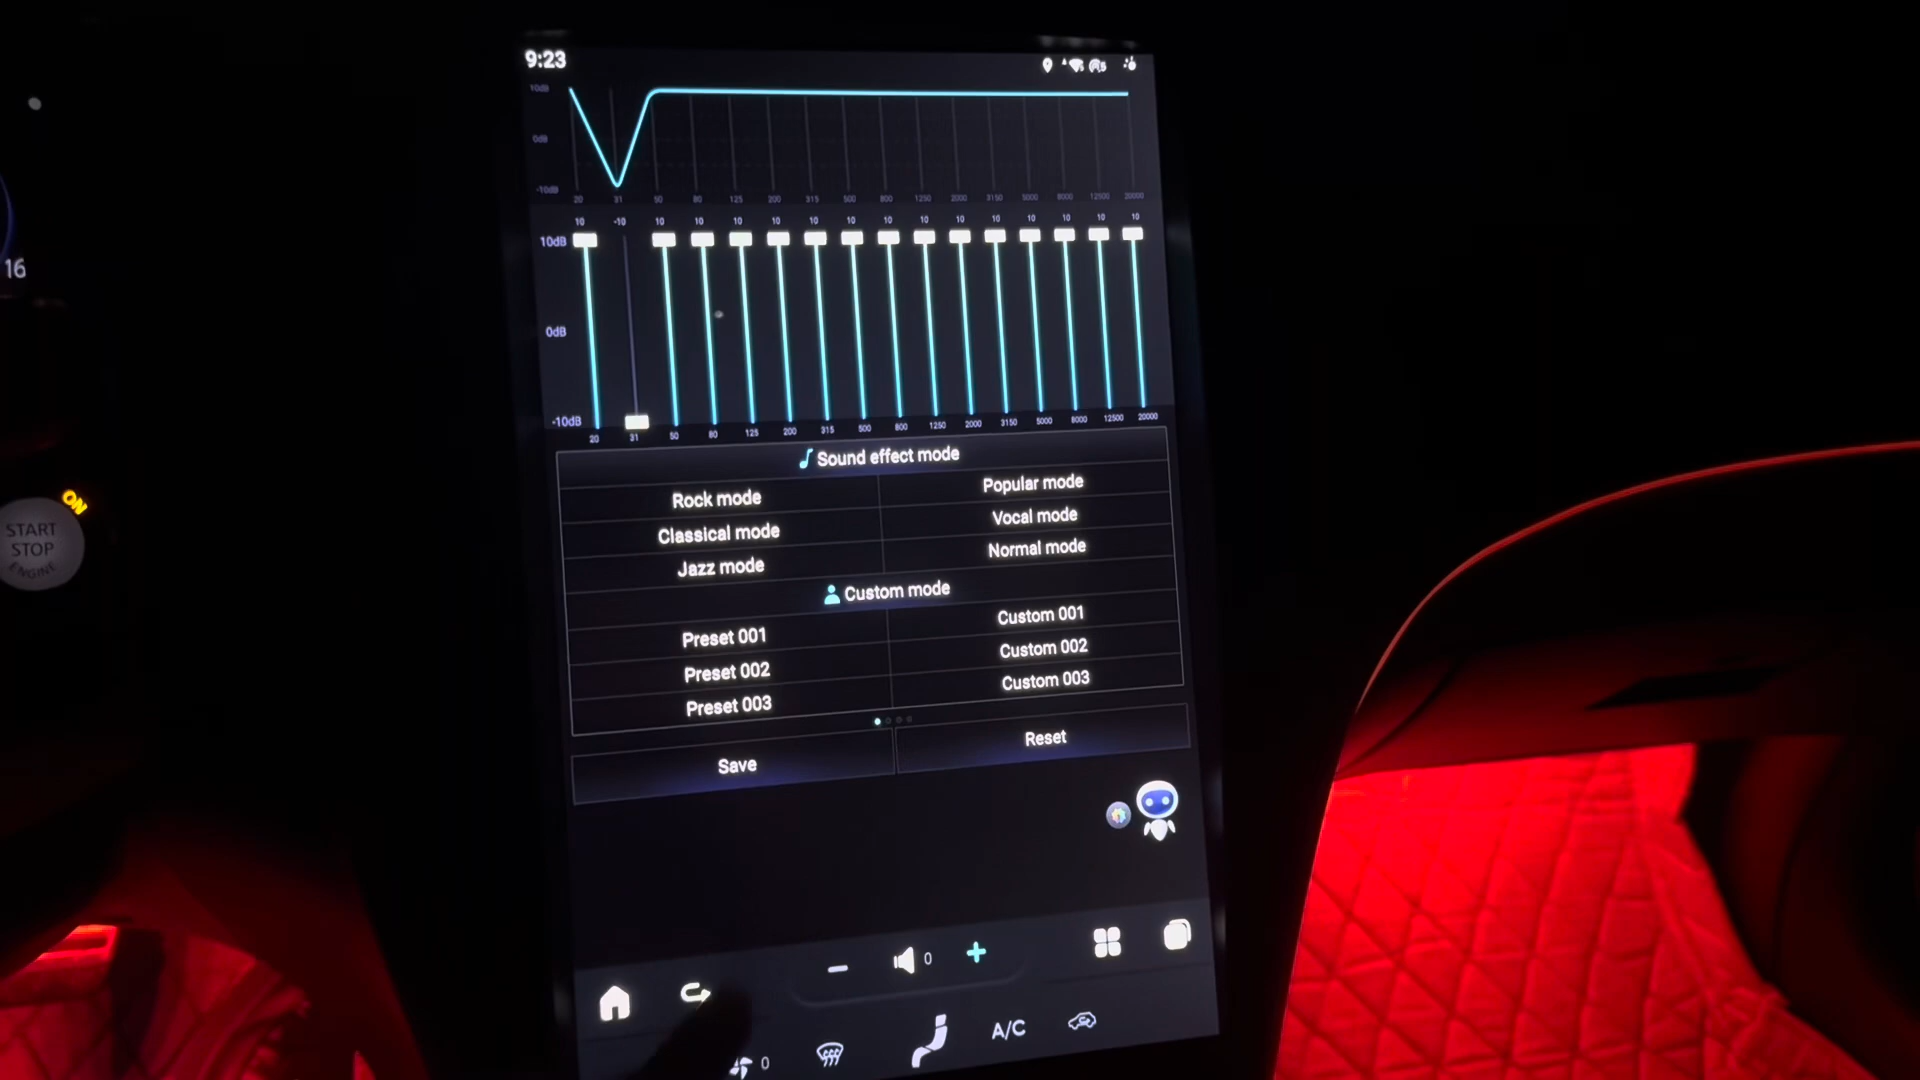 9:23
10dB
0dB
-10dB
20 31 50 80 125 200 315 500 800 1250 2000 3150 5000 8000 12500 20000
10 -10 10 10 10 10 10 10 10 10 10 10 10 10 10 10
10dB
0dB
-10dB
20 31 50 80 125 200 315 500 800 1250 2000 3150 5000 8000 12500 20000
16
Sound effect mode
Rock mode Popular mode
Classical mode Vocal mode
Jazz mode Normal mode
ON
START
STOP
ENGINE
Custom mode
Preset 001 Custom 001
Preset 002 Custom 002
Preset 003 Custom 003
Save Reset
0
A/C
0